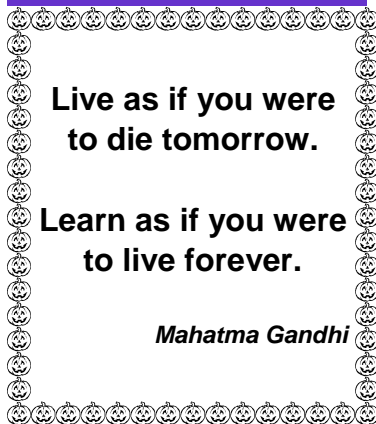 Live as if you were
to die tomorrow.
Learn as if you were
to live forever.
Mahatma Gandhi